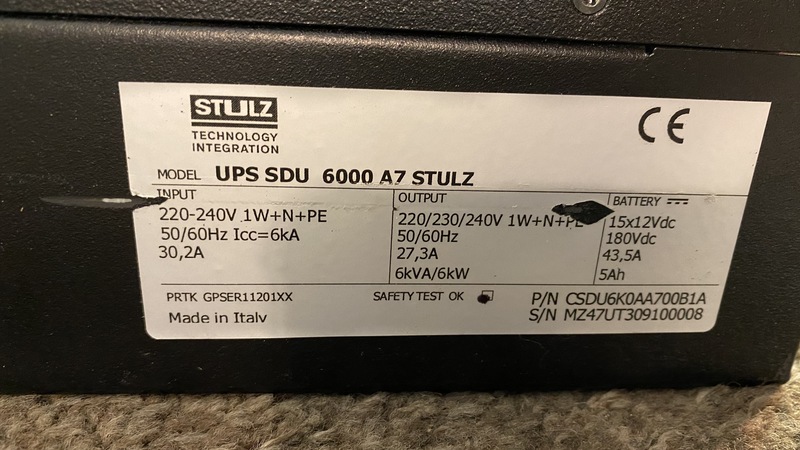 STULZ
TECHNOLOGY
INTEGRATION
CE
MODEL UPS SDU 6000 A7 STULZ
INPUT
220-240V 1W+N+PE
50/60Hz Icc=6kA
30,2A
OUTPUT
220/230/240V 1W+N+PE
50/60Hz
27,3A
6kVA/6kW
BATTERY
15x12Vdc
180Vdc
43,5A
5Ah
PRTK GPSER11201XX
SAFETY TEST OK
P/N CSDU6K0AA700B1A
Made in Italy
S/N MZ47UT309100008